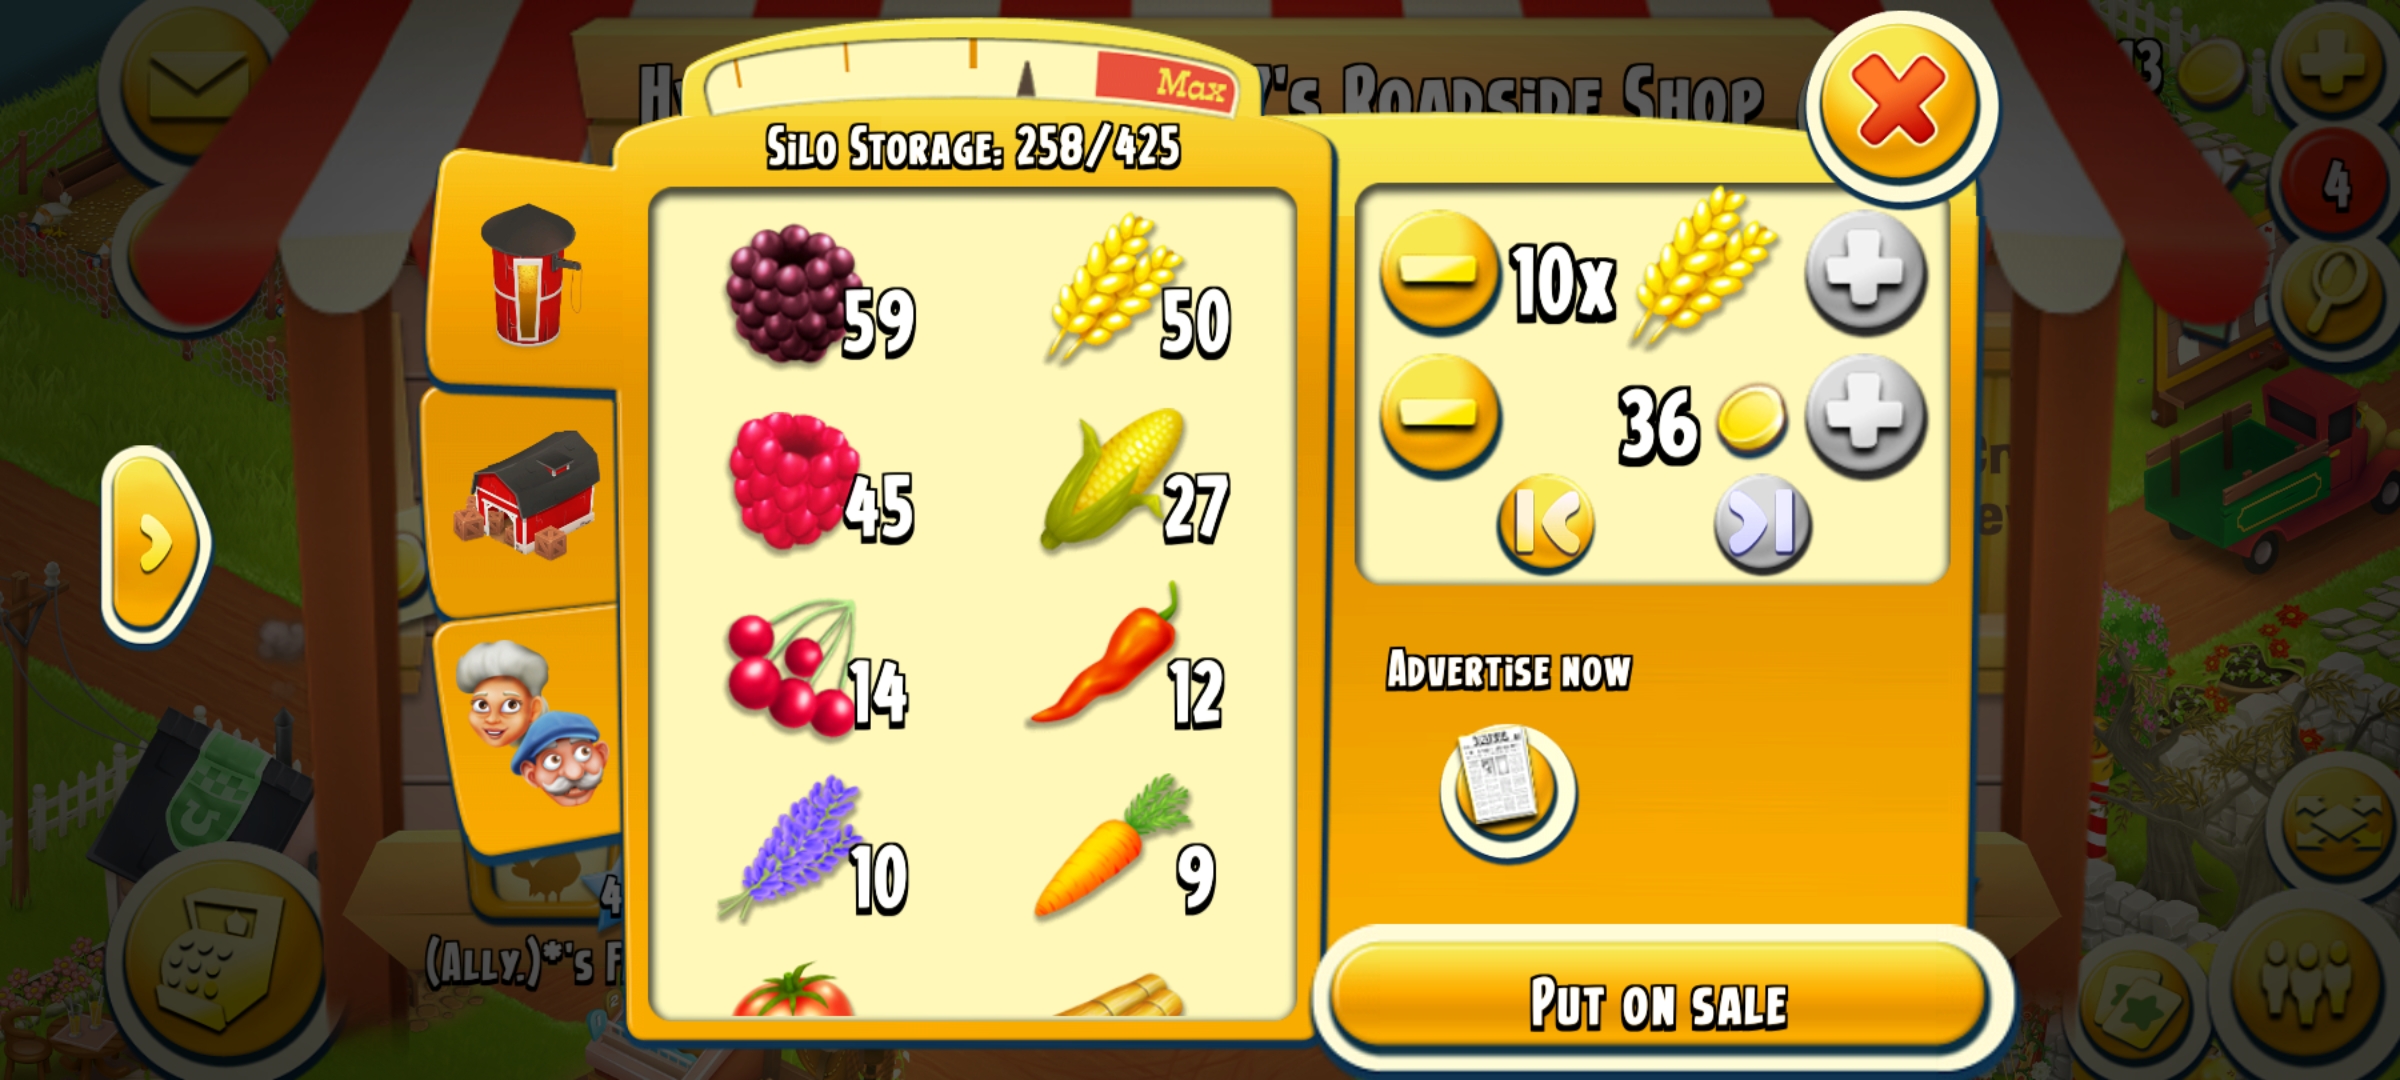 Max
's Roadside Shop
Silo Storage: 258/425
59
50
45
27
14
12
10
9
10x
36
Advertise now
Put on sale
4
(Ally.)*'s